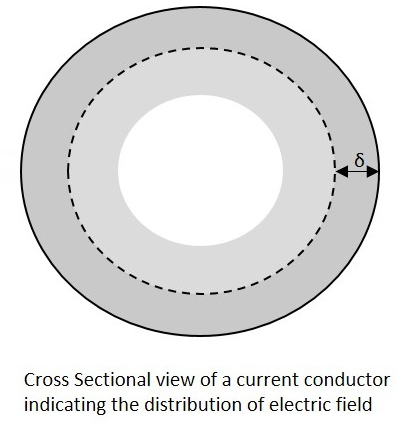 δ
Cross Sectional view of a current conductor
indicating the distribution of electric field